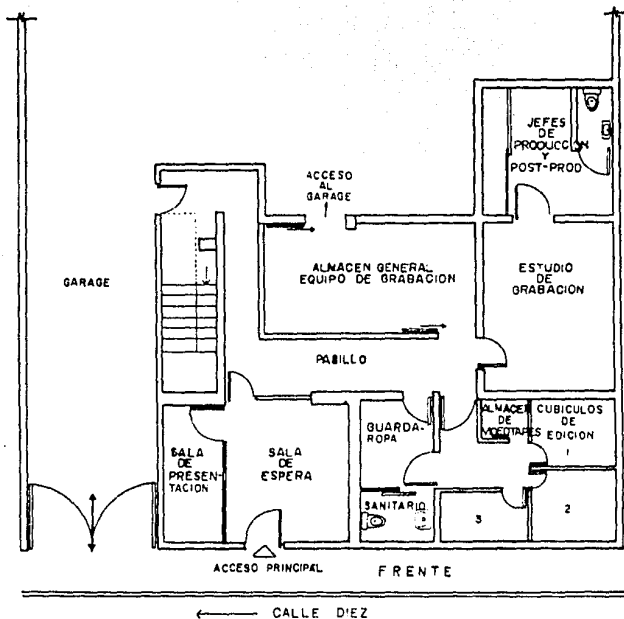 JEFES
DE
PRODUCCION
Y
POST-PROD
ACCESO
AL
GARAGE
GARAGE
ALMACEN GENERAL
EQUIPO DE GRABACION
ESTUDIO
DE
GRABACION
PASILLO
ALMACEN
DE
VIDEOTAPES
CUBICULOS
DE
EDICION
1
GUARDA-
ROPA
SALA
DE
PRESEN-
TACION
SALA
DE
ESPERA
SANITARIO
3
2
ACCESO PRINCIPAL
FRENTE
CALLE DIEZ